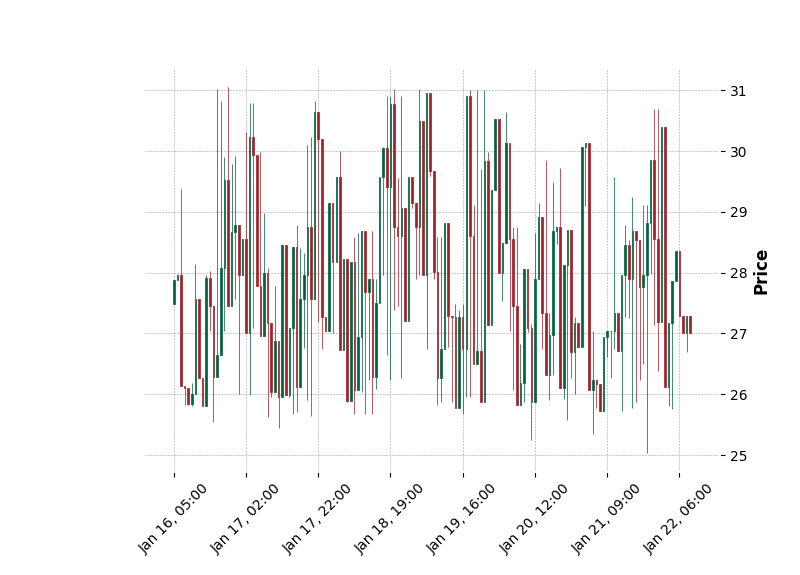 31
30
29
28
27
26
25
Price
Jan 16, 05:00
Jan 17, 02:00
Jan 17, 22:00
Jan 18, 19:00
Jan 19, 16:00
Jan 20, 12:00
Jan 21, 09:00
Jan 22, 06:00